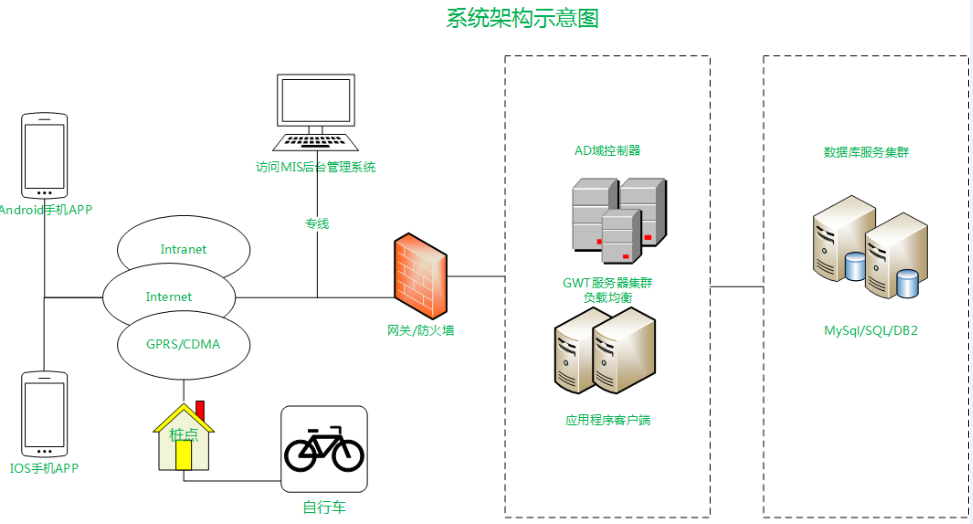 系统架构示意图
访问MIS后台管理系统
AD域控制器
数据库服务集群
Android手机APP
专线
Intranet
Internet
GPRS/CDMA
网关/防火墙
GWT服务器集群
负载均衡
MySql/SQL/DB2
桩点
应用程序客户端
IOS手机APP
自行车